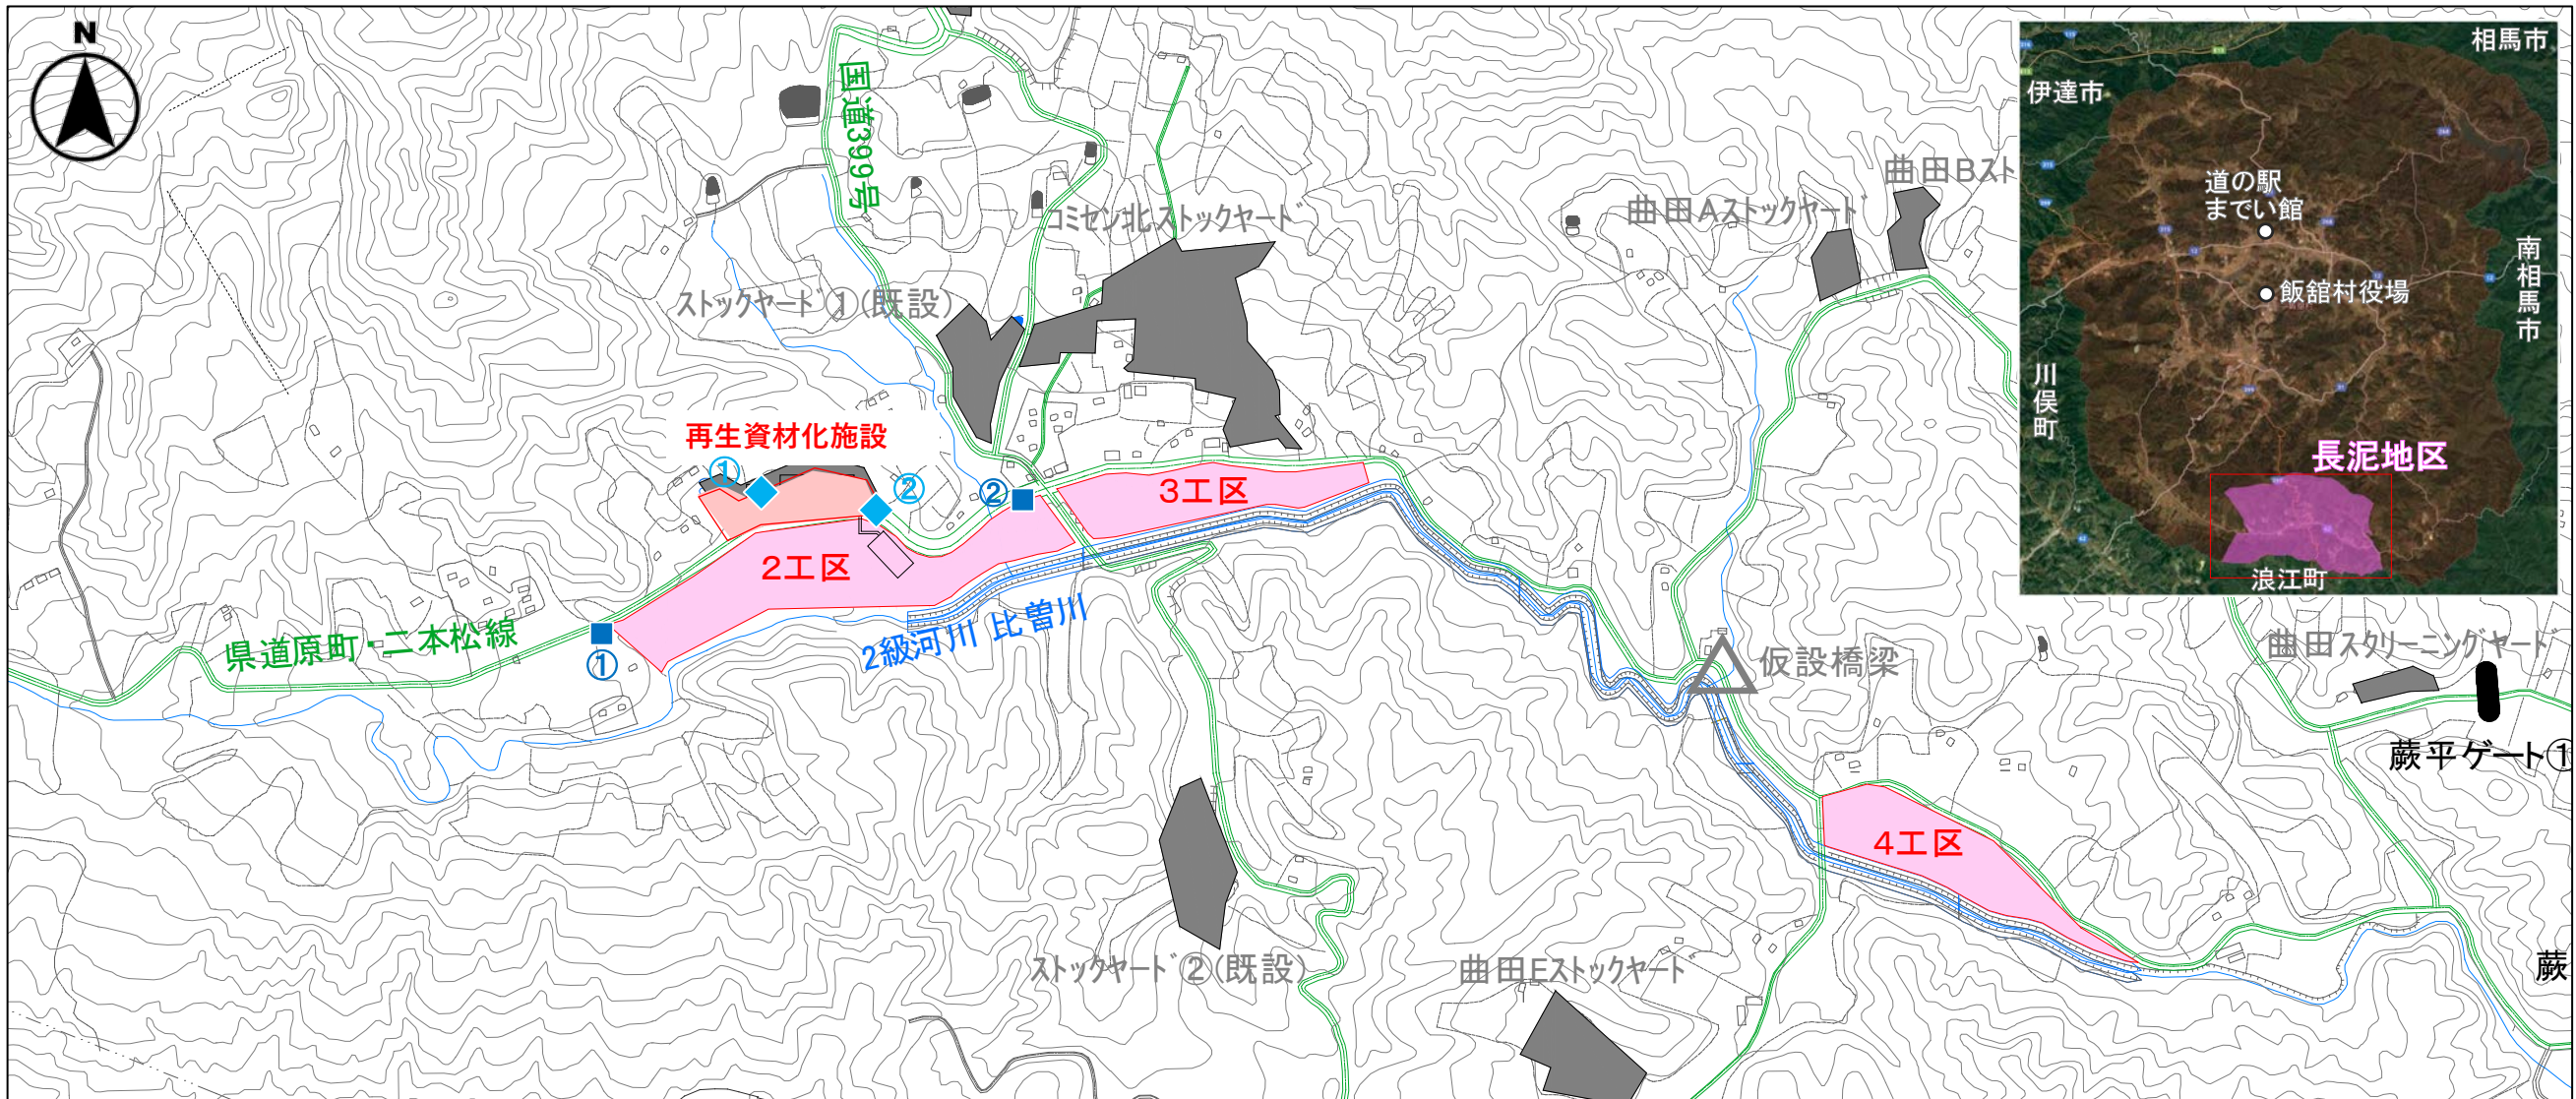 N
国道399号
コミセン北ストックヤード
ストックヤード①(既設)
曲田Aストックヤード
曲田Bスト
再生資材化施設
①
②
②
3工区
2工区
①
県道原町・二本松線
2級河川 比曽川
仮設橋梁
4工区
ストックヤード②(既設)
曲田Eストックヤード
曲田スクリーニングヤード
蕨平ゲート①
蕨
相馬市
伊達市
道の駅
までい館
飯舘村役場
南相馬市
川俣町
長泥地区
浪江町